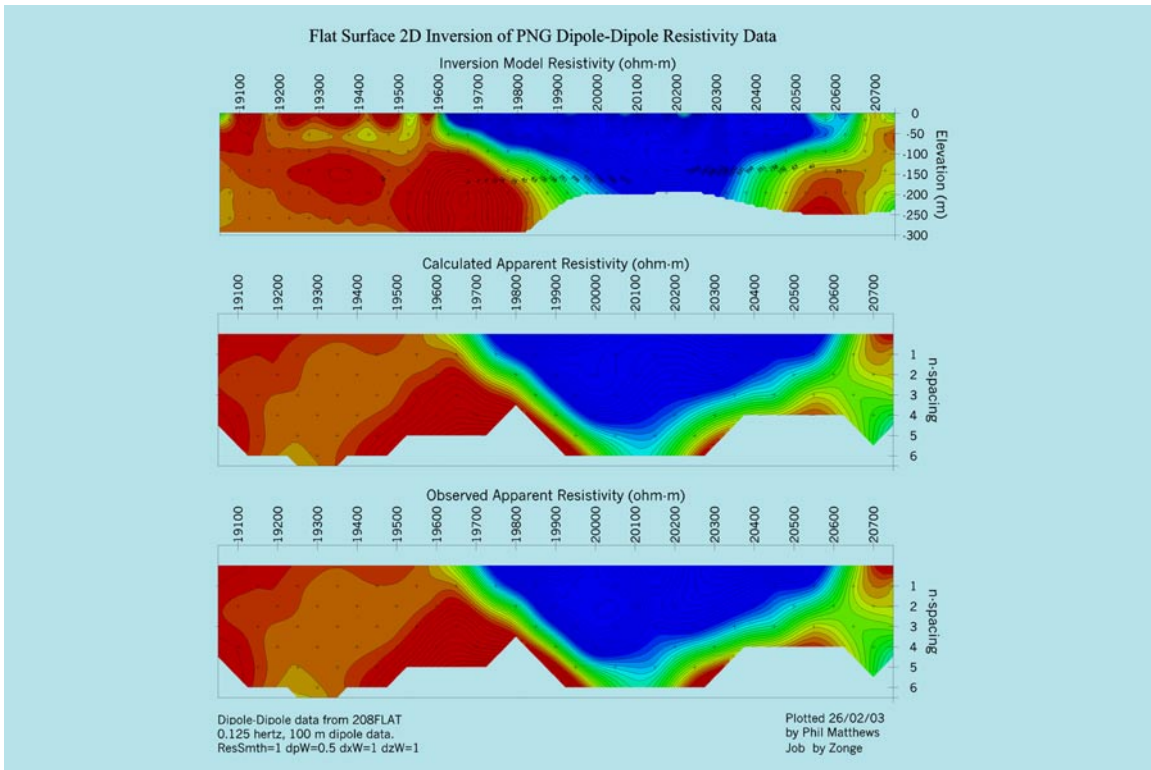 Flat Surface 2D Inversion of PNG Dipole-Dipole Resistivity Data
Inversion Model Resistivity (ohm-m)
19100 19200 19300 19400 19500 19600 19700 19800 19900 20000 20100 20200 20300 20400 20500 20600 20700
0
-50
-100
-150
-200
-250
-300
Elevation (m)
Calculated Apparent Resistivity (ohm-m)
19100 19200 19300 19400 19500 19600 19700 19800 19900 20000 20100 20200 20300 20400 20500 20600 20700
1
2
3
4
5
6
n-spacing
Observed Apparent Resistivity (ohm-m)
19100 19200 19300 19400 19500 19600 19700 19800 19900 20000 20100 20200 20300 20400 20500 20600 20700
1
2
3
4
5
6
n-spacing
Dipole-Dipole data from 208FLAT
0.125 hertz, 100 m dipole data.
ResSmth=1 dpW=0.5 dxW=1 dzW=1
Plotted 26/02/03
by Phil Matthews
Job by Zonge